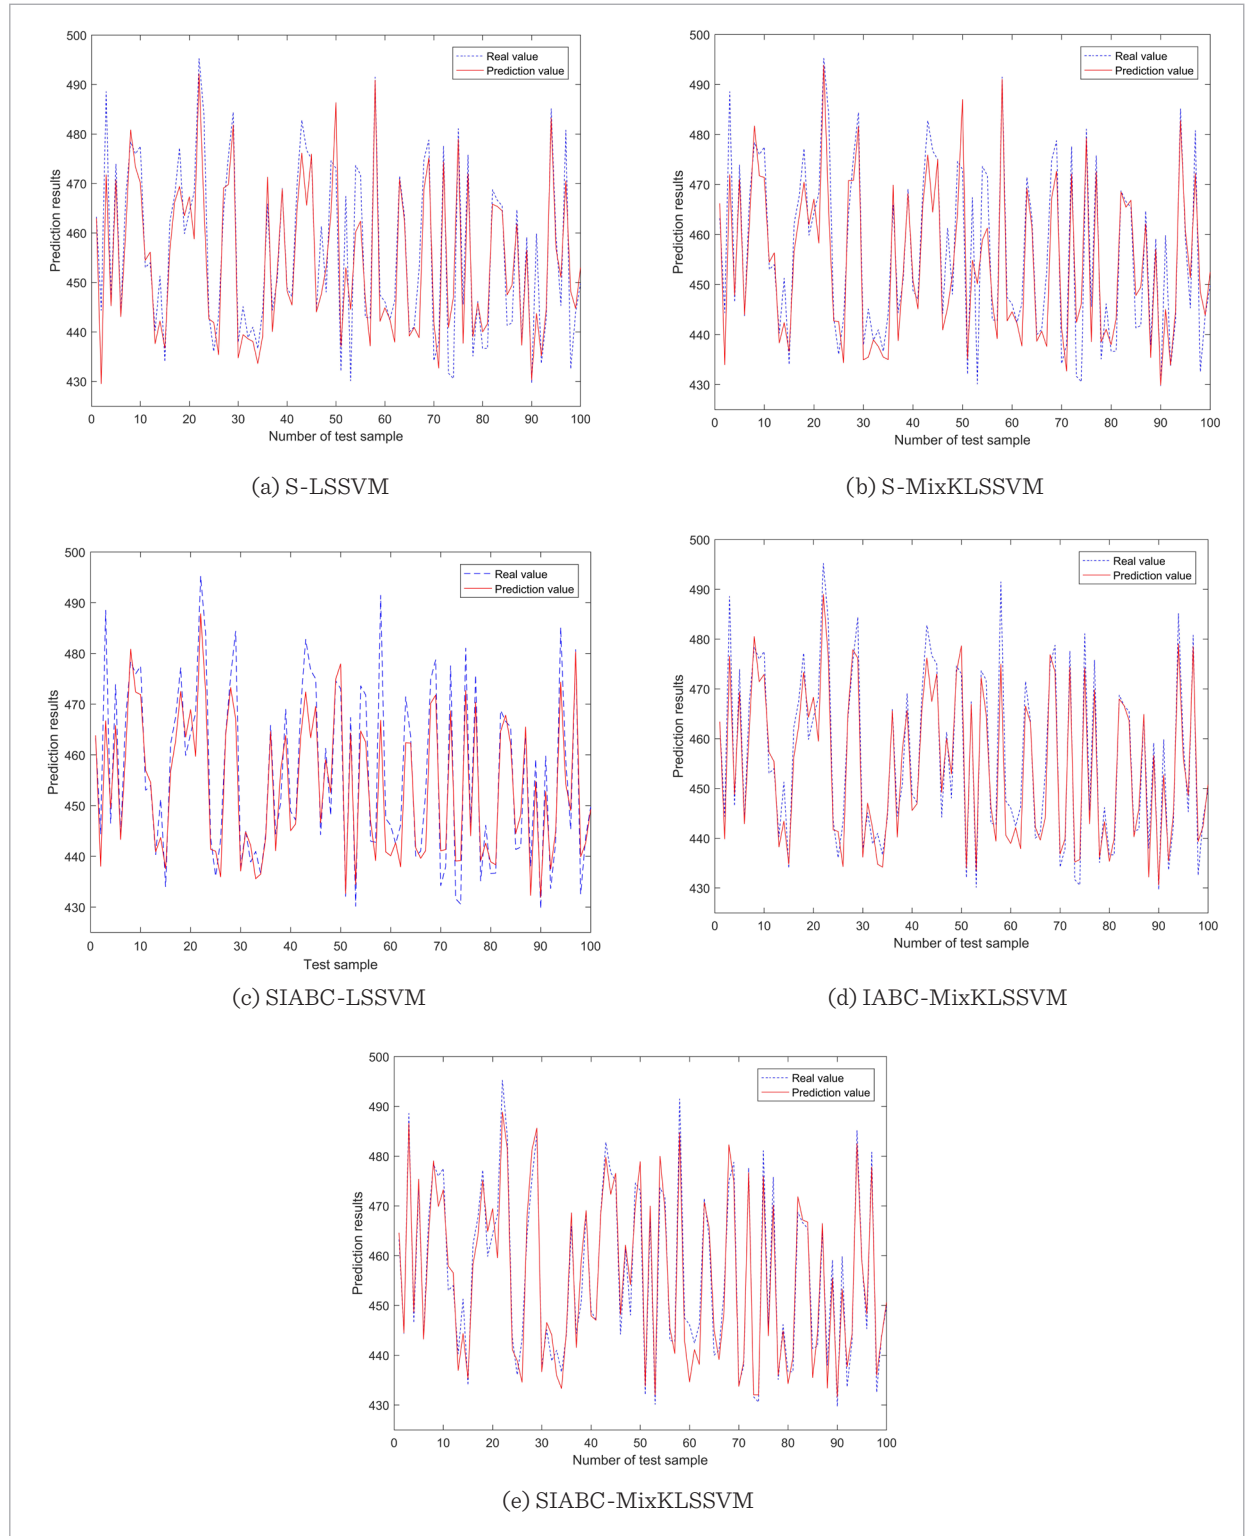 500
490
480
470
460
450
440
430
Prediction results
Real value
Prediction value
0 10 20 30 40 50 60 70 80 90 100
Number of test sample
(a) S-LSSVM
500
490
480
470
460
450
440
430
Prediction results
Real value
Prediction value
0 10 20 30 40 50 60 70 80 90 100
Number of test sample
(b) S-MixKLSSVM
500
490
480
470
460
450
440
430
Prediction results
Real value
Prediction value
0 10 20 30 40 50 60 70 80 90 100
Test sample
(c) SIABC-LSSVM
500
490
480
470
460
450
440
430
Prediction results
Real value
Prediction value
0 10 20 30 40 50 60 70 80 90 100
Number of test sample
(d) IABC-MixKLSSVM
500
490
480
470
460
450
440
430
Prediction results
Real value
Prediction value
0 10 20 30 40 50 60 70 80 90 100
Number of test sample
(e) SIABC-MixKLSSVM